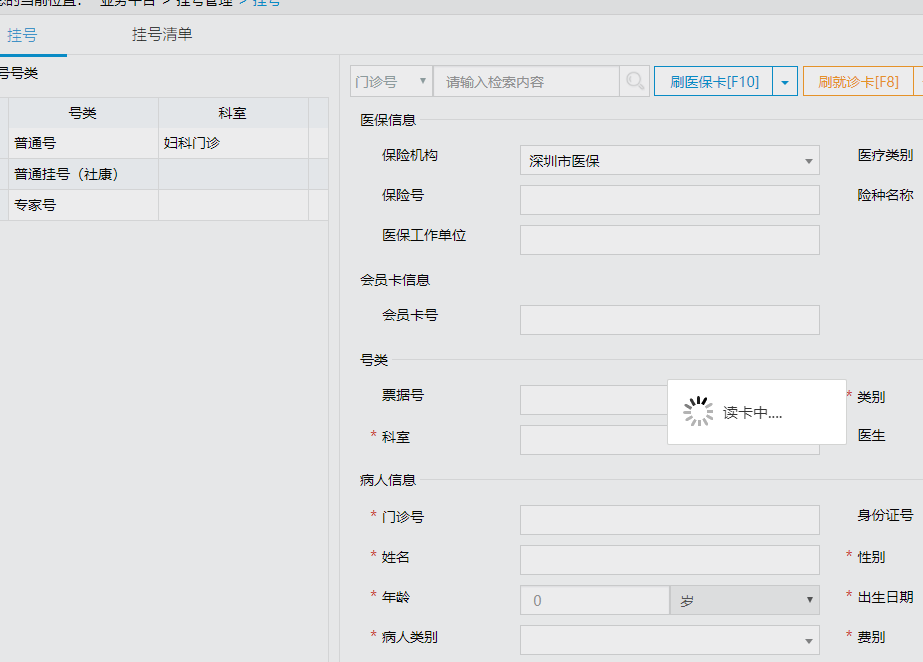 您的当前位置： 业务平台 > 挂号管理 > 挂号
挂号 挂号清单
号号类
号类 科室
普通号 妇科门诊
普通挂号（社康）
专家号
门诊号 请输入检索内容 刷医保卡[F10] 刷就诊卡[F8]
医保信息
保险机构 深圳市医保 医疗类别
保险号 险种名称
医保工作单位
会员卡信息
会员卡号
号类
票据号 * 类别
* 科室 医生
读卡中....
病人信息
* 门诊号 身份证号
* 姓名 * 性别
* 年龄 0 岁 * 出生日期
* 病人类别 * 费别